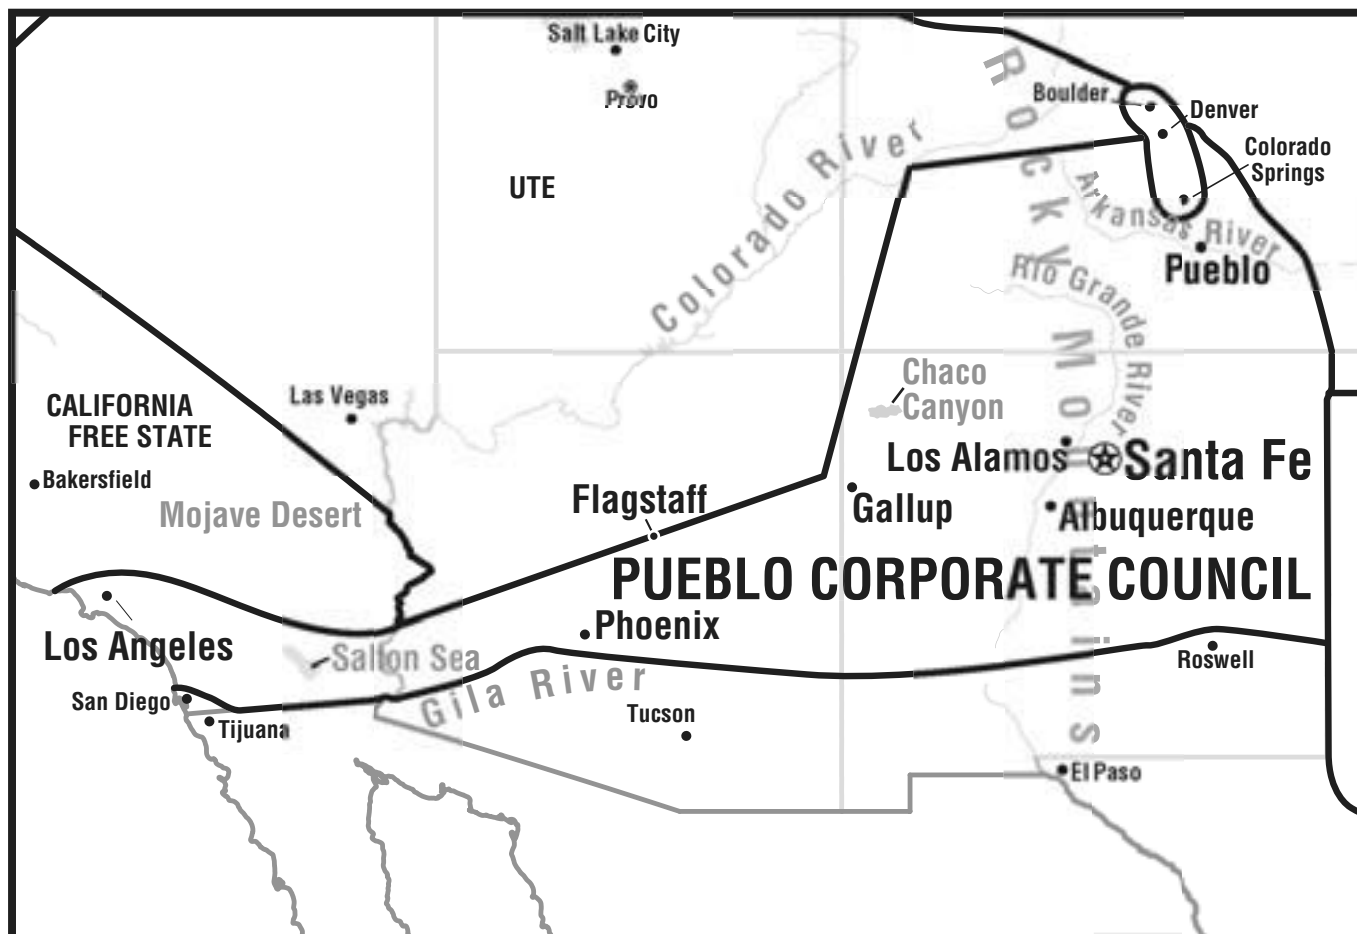 Salt Lake City
Provo
Boulder
Denver
Colorado
Springs
UTE
Colorado River
Rocky Mountains
Arkansas River
Pueblo
Rio Grande River
Chaco
Canyon
CALIFORNIA
FREE STATE
Las Vegas
Bakersfield
Mojave Desert
Los Alamos
Santa Fe
Flagstaff
Gallup
Albuquerque
PUEBLO CORPORATE COUNCIL
Los Angeles
Phoenix
Salton Sea
Roswell
San Diego
Gila River
Tijuana
Tucson
El Paso